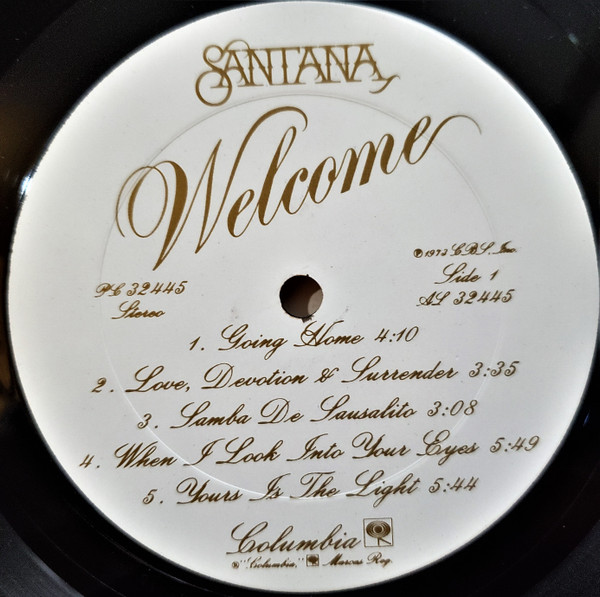 SANTANA
Welcome
℗ 1973 CBS, Inc.
PC 32445
Side 1
Stereo
AL 32445
1. Going Home 4:10
2. Love, Devotion & Surrender 3:35
3. Samba De Sausalito 3:08
4. When I Look Into Your Eyes 5:49
5. Yours Is The Light 5:44
Columbia
® "Columbia," Marcas Reg.